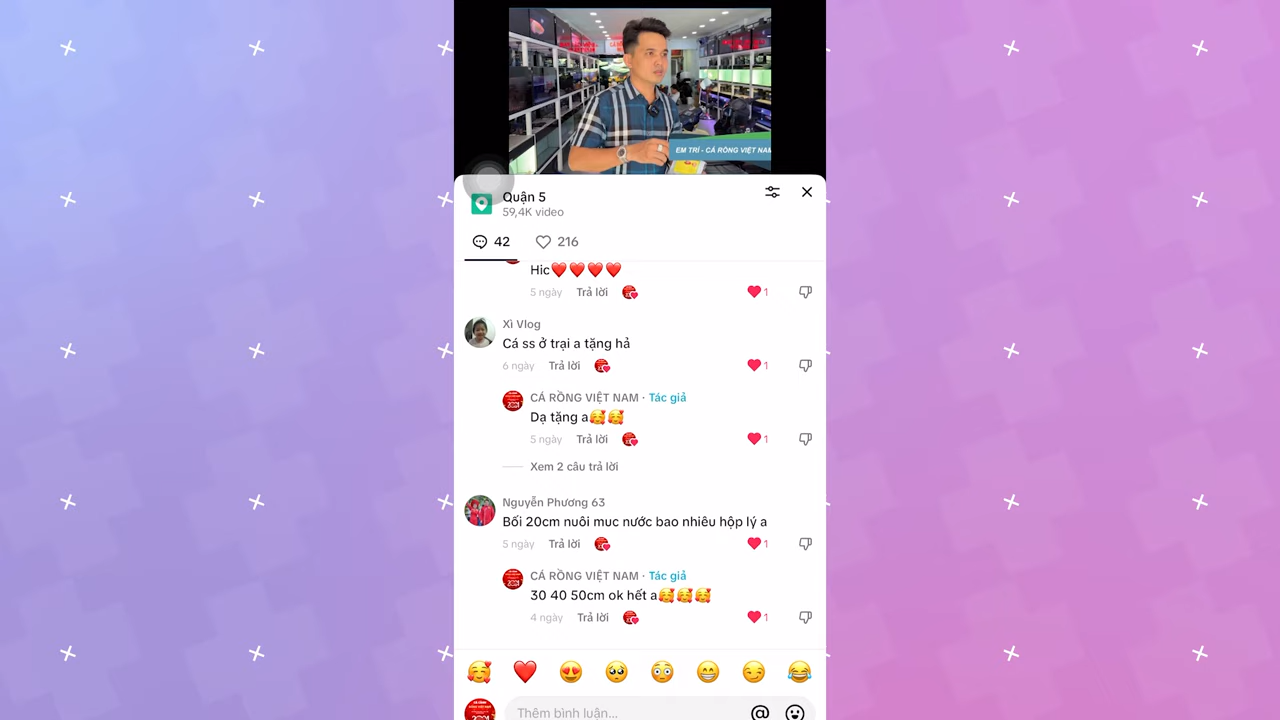 EM TRÍ - CÁ RỒNG VIỆT NAM
Quận 5
59,4K video
42
216
Hic❤️❤️❤️❤️
5 ngày Trả lời
1
Xì Vlog
Cá ss ở trại a tặng hả
6 ngày Trả lời
1
CÁ RỒNG VIỆT NAM · Tác giả
Dạ tặng a🥰🥰
5 ngày Trả lời
1
Xem 2 câu trả lời
Nguyễn Phương 63
Bối 20cm nuôi muc nước bao nhiêu hộp lý a
5 ngày Trả lời
1
CÁ RỒNG VIỆT NAM · Tác giả
30 40 50cm ok hết a🥰🥰🥰
4 ngày Trả lời
1
🥰❤️😍🥺😳😁😏😂
Thêm bình luận...
@